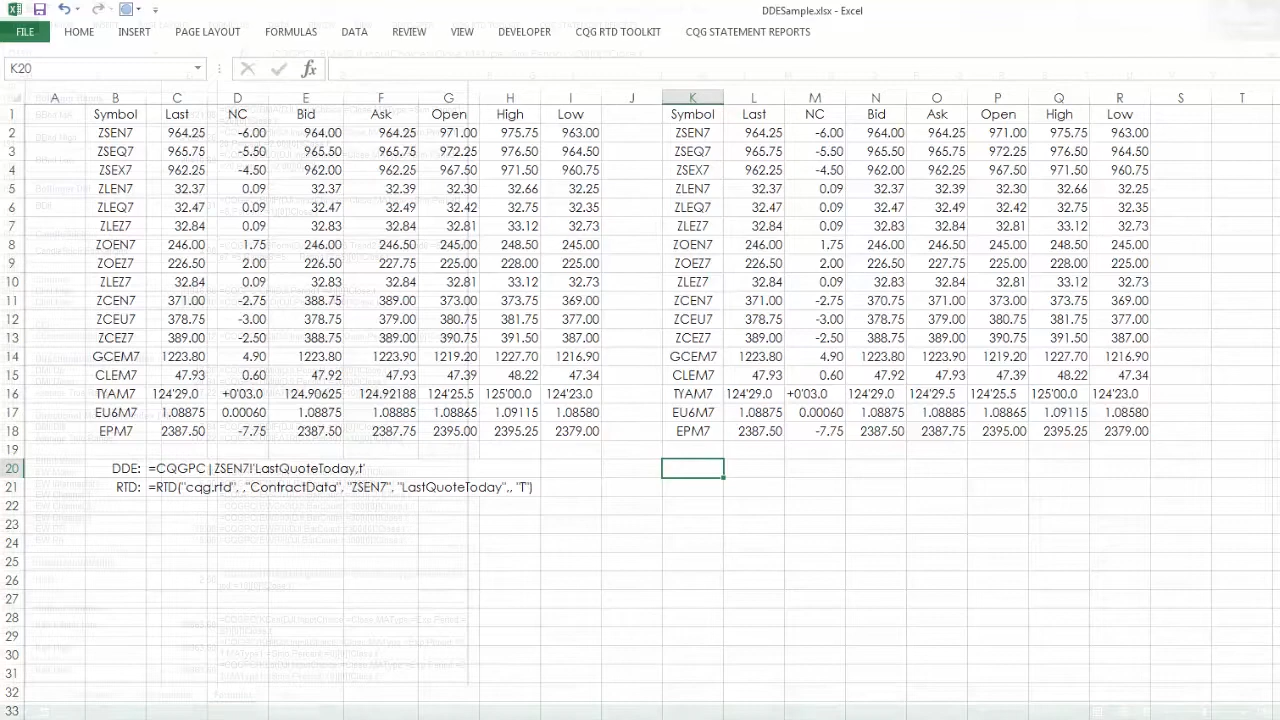 DDESample.xlsx - Excel
FILE HOME INSERT PAGE LAYOUT FORMULAS DATA REVIEW VIEW DEVELOPER CQG RTD TOOLKIT CQG STATEMENT REPORTS
K20 fx
A B C D E F G H I J K L M N O P Q R S T
1 Symbol Last NC Bid Ask Open High Low Symbol Last NC Bid Ask Open High Low
2 ZSEN7 964.25 -6.00 964.00 964.25 971.00 975.75 963.00 ZSEN7 964.25 -6.00 964.00 964.25 971.00 975.75 963.00
3 ZSEQ7 965.75 -5.50 965.50 965.75 972.25 976.50 964.50 ZSEQ7 965.75 -5.50 965.50 965.75 972.25 976.50 964.50
4 ZSEX7 962.25 -4.50 962.00 962.25 967.50 971.50 960.75 ZSEX7 962.25 -4.50 962.00 962.25 967.50 971.50 960.75
5 ZLEN7 32.37 0.09 32.37 32.39 32.30 32.66 32.25 ZLEN7 32.37 0.09 32.37 32.39 32.30 32.66 32.25
6 ZLEQ7 32.47 0.09 32.47 32.49 32.42 32.75 32.35 ZLEQ7 32.47 0.09 32.47 32.49 32.42 32.75 32.35
7 ZLEZ7 32.84 0.09 32.83 32.84 32.81 33.12 32.73 ZLEZ7 32.84 0.09 32.83 32.84 32.81 33.12 32.73
8 ZOEN7 246.00 1.75 246.00 246.50 245.00 248.50 245.00 ZOEN7 246.00 1.75 246.00 246.50 245.00 248.50 245.00
9 ZOEZ7 226.50 2.00 226.50 227.75 225.00 228.00 225.00 ZOEZ7 226.50 2.00 226.50 227.75 225.00 228.00 225.00
10 ZLEZ7 32.84 0.09 32.83 32.84 32.81 33.12 32.73 ZLEZ7 32.84 0.09 32.83 32.84 32.81 33.12 32.73
11 ZCEN7 371.00 -2.75 388.75 389.00 373.00 373.75 369.00 ZCEN7 371.00 -2.75 370.75 371.00 373.00 373.75 369.00
12 ZCEU7 378.75 -3.00 378.75 379.00 380.75 381.75 377.00 ZCEU7 378.75 -3.00 378.75 379.00 380.75 381.75 377.00
13 ZCEZ7 389.00 -2.50 388.75 389.00 390.75 391.50 387.00 ZCEZ7 389.00 -2.50 388.75 389.00 390.75 391.50 387.00
14 GCEM7 1223.80 4.90 1223.80 1223.90 1219.20 1227.70 1216.90 GCEM7 1223.80 4.90 1223.80 1223.90 1219.20 1227.70 1216.90
15 CLEM7 47.93 0.60 47.92 47.93 47.39 48.22 47.34 CLEM7 47.93 0.60 47.92 47.93 47.39 48.22 47.34
16 TYAM7 124'29.0 +0'03.0 124.90625 124.92188 124'25.5 125'00.0 124'23.0 TYAM7 124'29.0 +0'03.0 124'29.0 124'29.5 124'25.5 125'00.0 124'23.0
17 EU6M7 1.08875 0.00060 1.08875 1.08885 1.08865 1.09115 1.08580 EU6M7 1.08875 0.00060 1.08875 1.08885 1.08865 1.09115 1.08580
18 EPM7 2387.50 -7.75 2387.50 2387.75 2395.00 2395.25 2379.00 EPM7 2387.50 -7.75 2387.50 2387.75 2395.00 2395.25 2379.00
19
20 DDE: =CQGPC|ZSEN7!'LastQuoteToday,t'
21 RTD: =RTD("cqg.rtd", ,"ContractData", "ZSEN7", "LastQuoteToday",, "T")
22
23
24
25
26
27
28
29
30
31
32
33